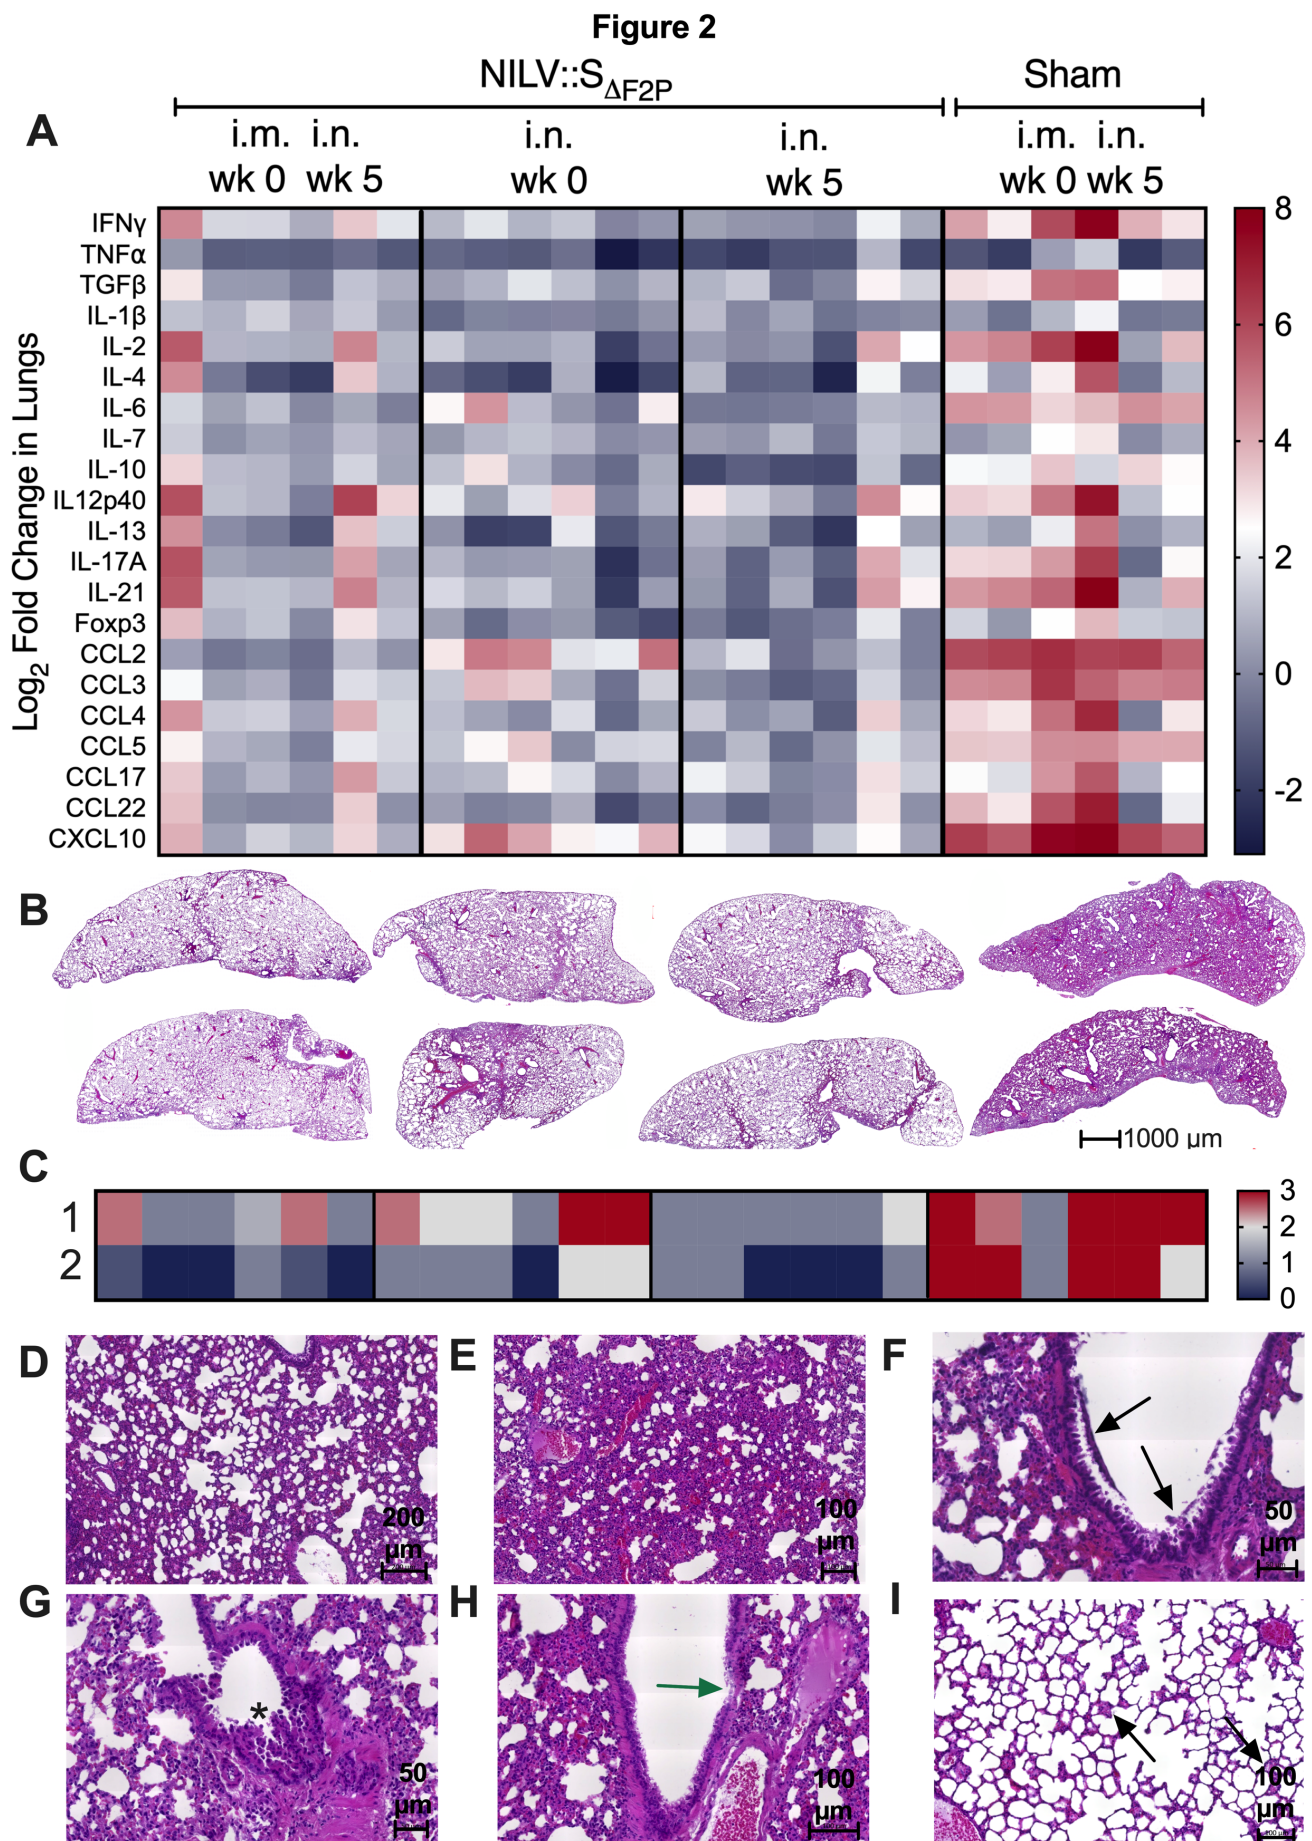 Figure 2
NILV::SΔF2P
Sham
A
i.m. i.n.
wk 0 wk 5
i.n.
wk 0
i.n.
wk 5
i.m. i.n.
wk 0 wk 5
Log2 Fold Change in Lungs
IFNγ
TNFα
TGFβ
IL-1β
IL-2
IL-4
IL-6
IL-7
IL-10
IL12p40
IL-13
IL-17A
IL-21
Foxp3
CCL2
CCL3
CCL4
CCL5
CCL17
CCL22
CXCL10
8
6
4
2
0
-2
B
1000 μm
C
1
2
3
2
1
0
D
200
μm
E
100
μm
F
50
μm
G
*
50
μm
H
100
μm
I
100
μm